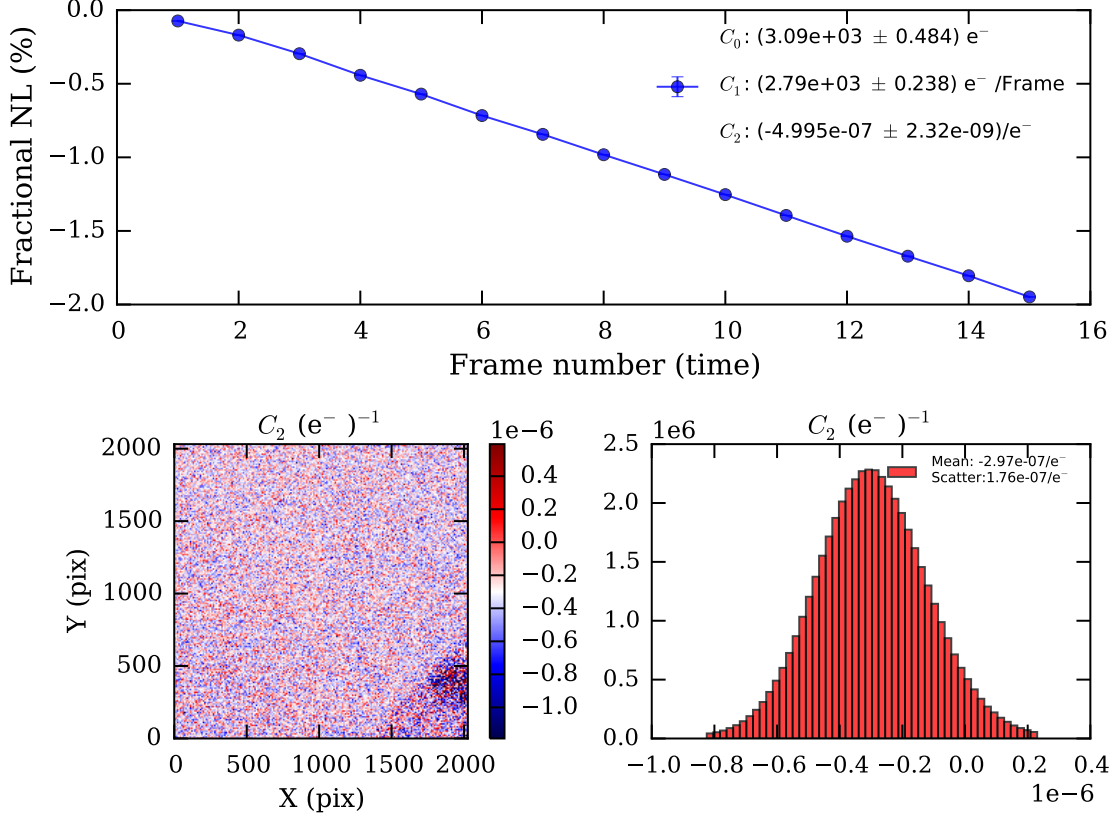 Fractional NL (%)
0.0
−0.5
−1.0
−1.5
−2.0
C₀: (3.09e+03 ± 0.484) e⁻
C₁: (2.79e+03 ± 0.238) e⁻ /Frame
C₂: (-4.995e-07 ± 2.32e-09)/e⁻
0 2 4 6 8 10 12 14 16
Frame number (time)
C₂ (e⁻ )⁻¹
Y (pix)
2000
1500
1000
500
0
0 500 1000 1500 2000
X (pix)
1e−6
0.4
0.2
0.0
−0.2
−0.4
−0.6
−0.8
−1.0
C₂ (e⁻ )⁻¹
1e6
2.5
2.0
1.5
1.0
0.5
0.0
Mean: -2.97e-07/e⁻
Scatter:1.76e-07/e⁻
−1.0 −0.8 −0.6 −0.4 −0.2 0.0 0.2 0.4
1e−6